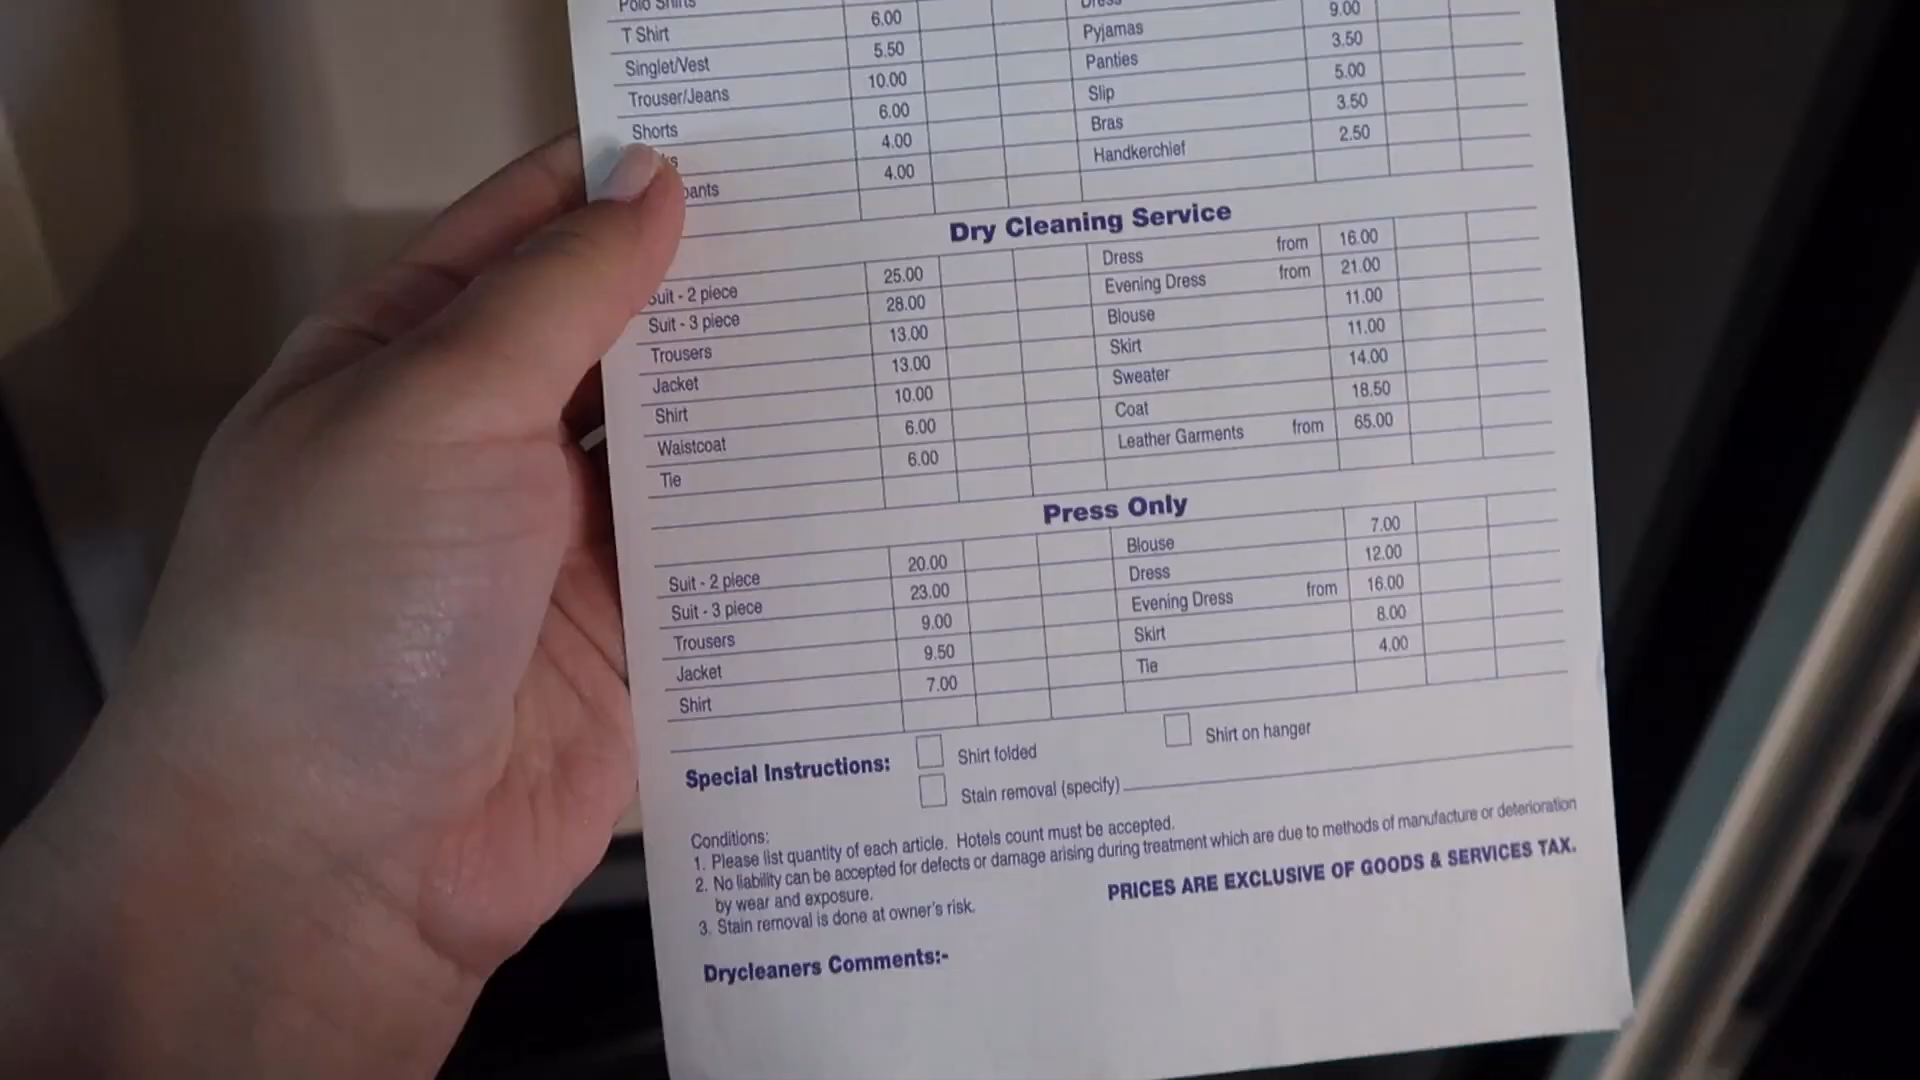 Polo Shirts
T Shirt 6.00
Singlet/Vest 5.50
Trouser/Jeans 10.00
Shorts 6.00
4.00
4.00
Dress
Pyjamas 9.00
Panties 3.50
Slip 5.00
Bras 3.50
Handkerchief 2.50
Dry Cleaning Service
Suit - 2 piece 25.00
Suit - 3 piece 28.00
Trousers 13.00
Jacket 13.00
Shirt 10.00
Waistcoat 6.00
Tie 6.00
Dress from 16.00
Evening Dress from 21.00
Blouse 11.00
Skirt 11.00
Sweater 14.00
Coat 18.50
Leather Garments from 65.00
Press Only
Suit - 2 piece 20.00
Suit - 3 piece 23.00
Trousers 9.00
Jacket 9.50
Shirt 7.00
Blouse 7.00
Dress 12.00
Evening Dress from 16.00
Skirt 8.00
Tie 4.00
Special Instructions:
Shirt folded
Shirt on hanger
Stain removal (specify)
Conditions:
1. Please list quantity of each article. Hotels count must be accepted.
2. No liability can be accepted for defects or damage arising during treatment which are due to methods of manufacture or deterioration
by wear and exposure.
3. Stain removal is done at owner's risk.
PRICES ARE EXCLUSIVE OF GOODS & SERVICES TAX.
Drycleaners Comments:-